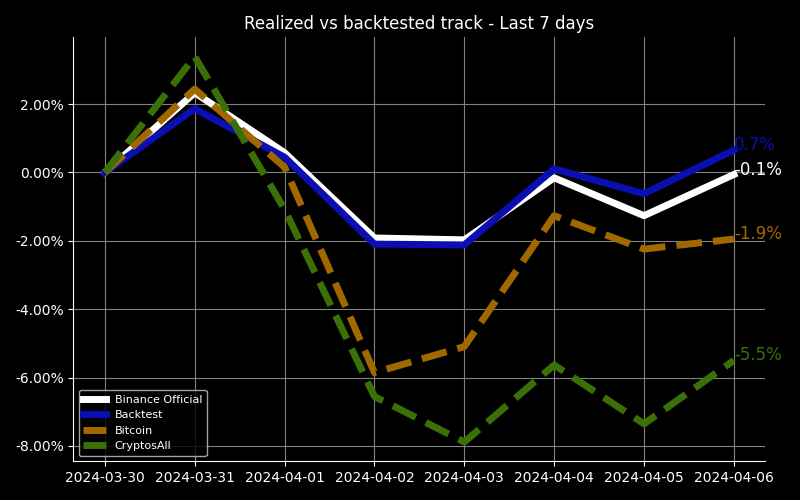 Realized vs backtested track - Last 7 days
2.00%
0.00%
-2.00%
-4.00%
-6.00%
-8.00%
0.7%
-0.1%
-1.9%
-5.5%
Binance Official
Backtest
Bitcoin
CryptosAll
2024-03-30 2024-03-31 2024-04-01 2024-04-02 2024-04-03 2024-04-04 2024-04-05 2024-04-06